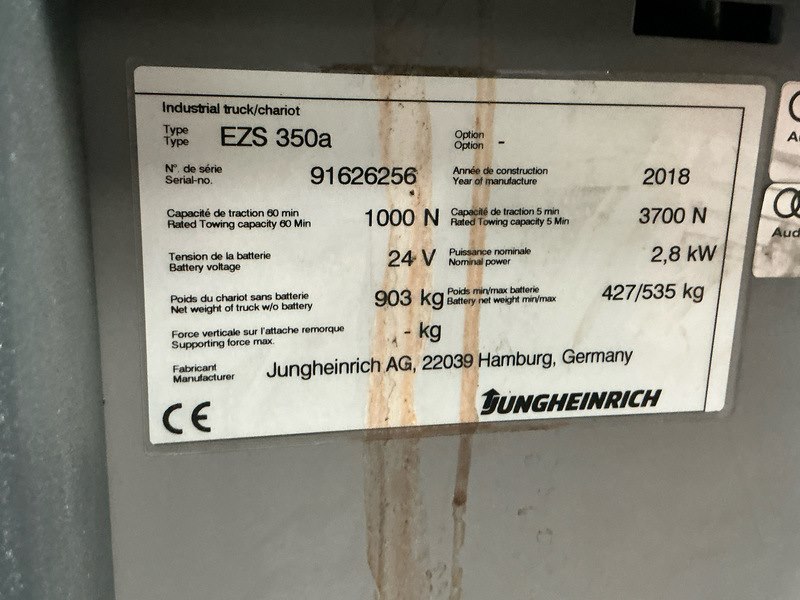 Industrial truck/chariot
Type EZS 350a Option -
Type Option
N°. de série 91626256 Année de construction 2018
Serial-no. Year of manufacture
Capacité de traction 60 min 1000 N Capacité de traction 5 min 3700 N
Rated Towing capacity 60 Min Rated Towing capacity 5 Min
Tension de la batterie 24 V Puissance nominale 2,8 kW
Battery voltage Nominal power
Poids du chariot sans batterie 903 kg Poids min/max batterie 427/535 kg
Net weight of truck w/o battery Battery net weight min/max
Force verticale sur l'attache remorque - kg
Supporting force max.
Fabricant Jungheinrich AG, 22039 Hamburg, Germany
Manufacturer
CE JUNGHEINRICH
Aud